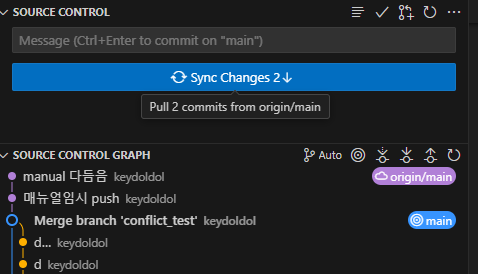 SOURCE CONTROL
Message (Ctrl+Enter to commit on "main")
Sync Changes 2↓
Pull 2 commits from origin/main
SOURCE CONTROL GRAPH Auto
manual 다듬음 keydoldol origin/main
매뉴얼임시 push keydoldol
Merge branch 'conflict_test' keydoldol main
d... keydoldol
d keydoldol